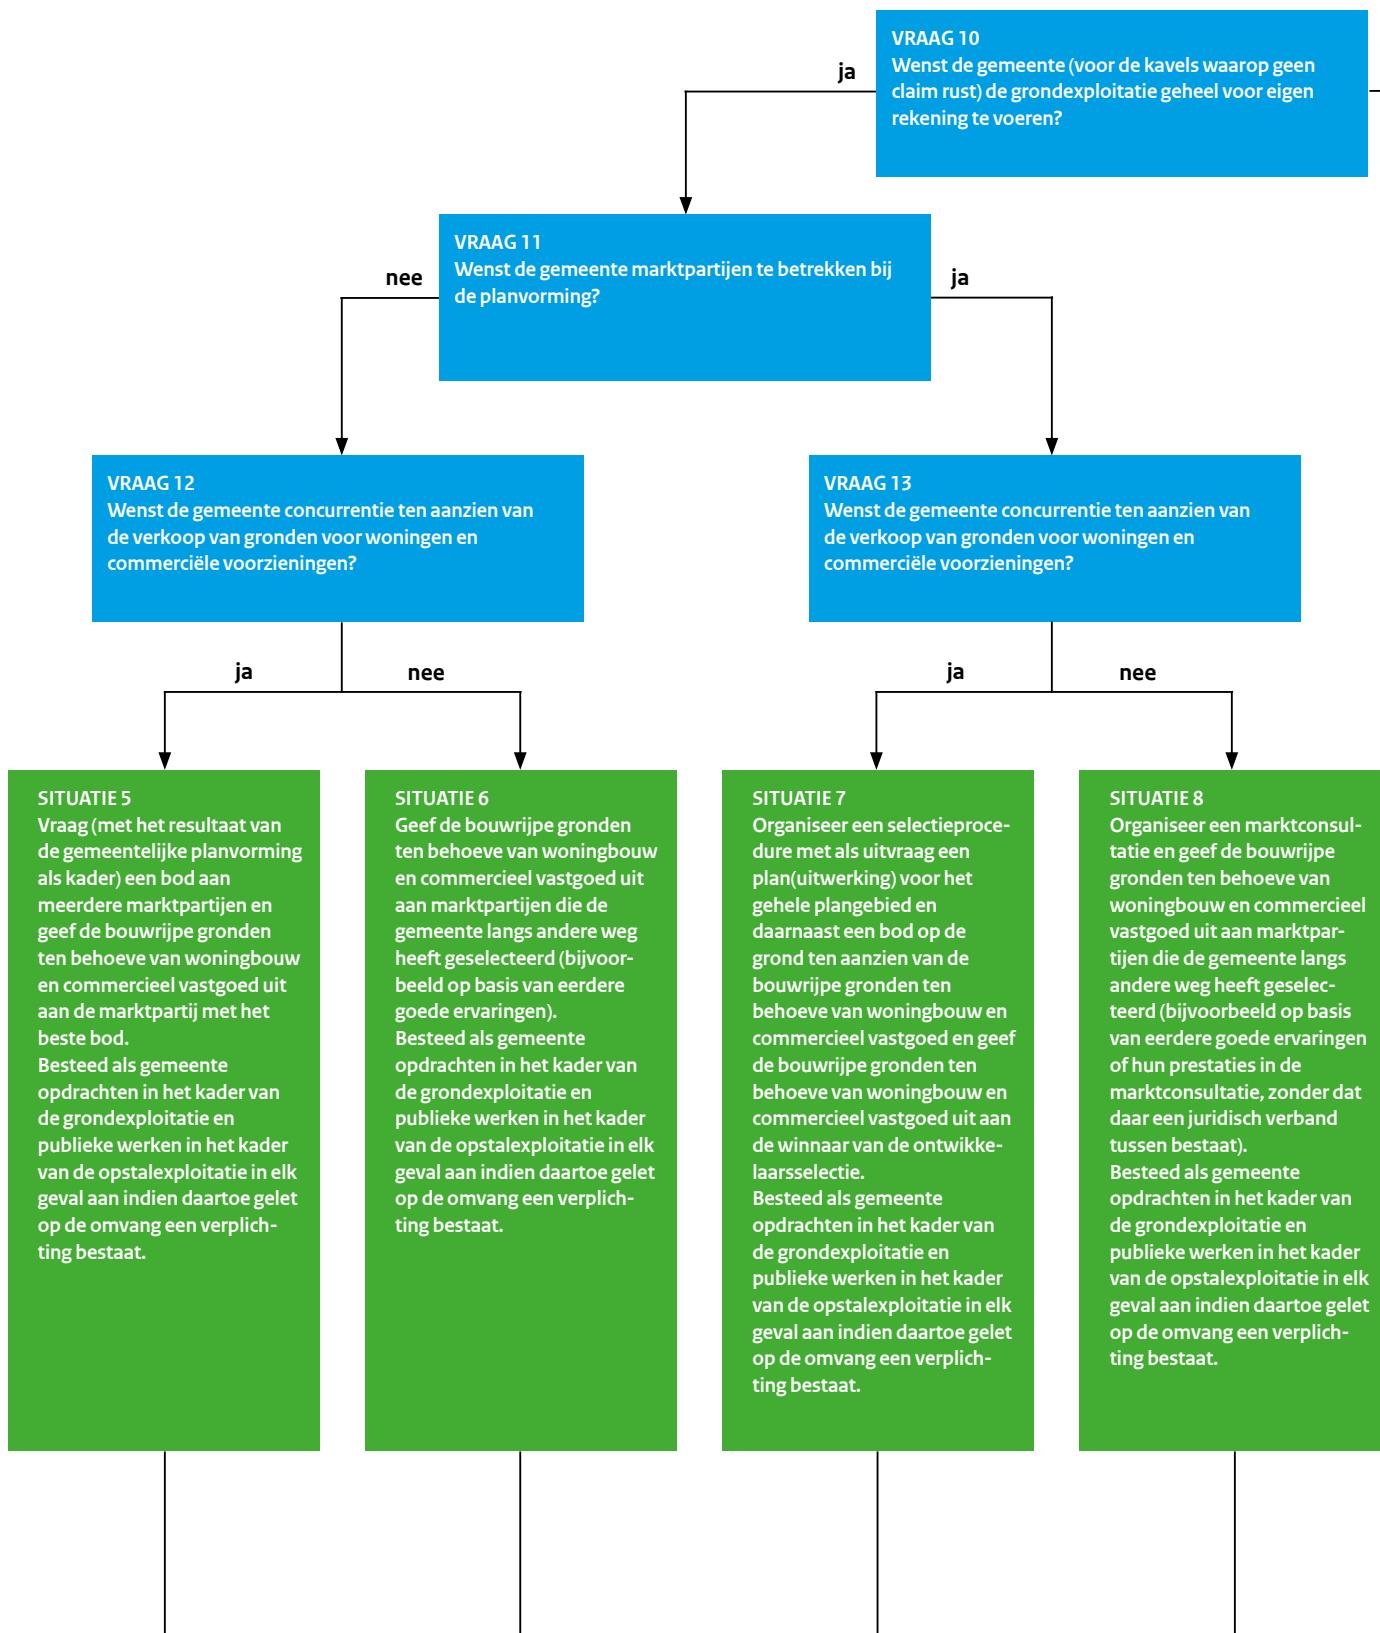 VRAAG 10
Wenst de gemeente (voor de kavels waarop geen
claim rust) de grondexploitatie geheel voor eigen
rekening te voeren?
ja
VRAAG 11
Wenst de gemeente marktpartijen te betrekken bij
de planvorming?
nee
ja
VRAAG 12
Wenst de gemeente concurrentie ten aanzien van
de verkoop van gronden voor woningen en
commerciële voorzieningen?
VRAAG 13
Wenst de gemeente concurrentie ten aanzien van
de verkoop van gronden voor woningen en
commerciële voorzieningen?
ja
nee
ja
nee
SITUATIE 5
Vraag (met het resultaat van
de gemeentelijke planvorming
als kader) een bod aan
meerdere marktpartijen en
geef de bouwrijpe gronden
ten behoeve van woningbouw
en commercieel vastgoed uit
aan de marktpartij met het
beste bod.
Besteed als gemeente
opdrachten in het kader van
de grondexploitatie en
publieke werken in het kader
van de opstalexploitatie in elk
geval aan indien daartoe gelet
op de omvang een verplich-
ting bestaat.
SITUATIE 6
Geef de bouwrijpe gronden
ten behoeve van woningbouw
en commercieel vastgoed uit
aan marktpartijen die de
gemeente langs andere weg
heeft geselecteerd (bijvoor-
beeld op basis van eerdere
goede ervaringen).
Besteed als gemeente
opdrachten in het kader van
de grondexploitatie en
publieke werken in het kader
van de opstalexploitatie in elk
geval aan indien daartoe gelet
op de omvang een verplich-
ting bestaat.
SITUATIE 7
Organiseer een selectieproce-
dure met als uitvraag een
plan(uitwerking) voor het
gehele plangebied en
daarnaast een bod op de
grond ten aanzien van de
bouwrijpe gronden ten
behoeve van woningbouw en
commercieel vastgoed en geef
de bouwrijpe gronden ten
behoeve van woningbouw en
commercieel vastgoed uit aan
de winnaar van de ontwikke-
laarsselectie.
Besteed als gemeente
opdrachten in het kader van
de grondexploitatie en
publieke werken in het kader
van de opstalexploitatie in elk
geval aan indien daartoe gelet
op de omvang een verplich-
ting bestaat.
SITUATIE 8
Organiseer een marktconsul-
tatie en geef de bouwrijpe
gronden ten behoeve van
woningbouw en commercieel
vastgoed uit aan marktpar-
tijen die de gemeente langs
andere weg heeft geselec-
teerd (bijvoorbeeld op basis
van eerdere goede ervaringen
of hun prestaties in de
marktconsultatie, zonder dat
daar een juridisch verband
tussen bestaat).
Besteed als gemeente
opdrachten in het kader van
de grondexploitatie en
publieke werken in het kader
van de opstalexploitatie in elk
geval aan indien daartoe gelet
op de omvang een verplich-
ting bestaat.